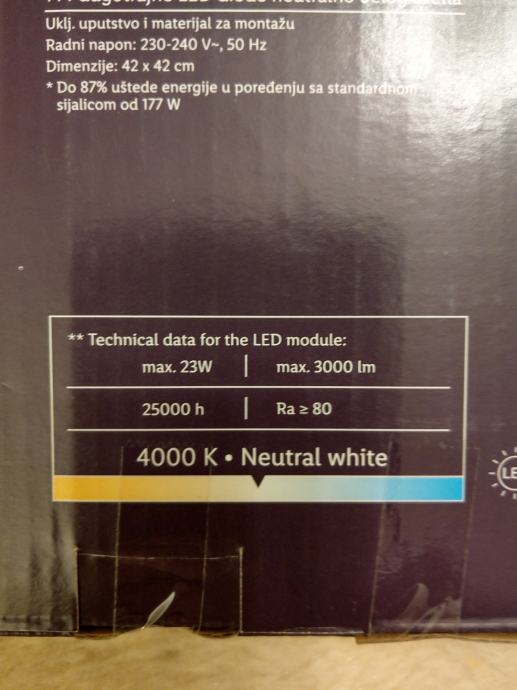 Uklj. uputstvo i materijal za montažu
Radni napon: 230-240 V~, 50 Hz
Dimenzije: 42 x 42 cm
* Do 87% uštede energije u poređenju sa standardnom
sijalicom od 177 W
** Technical data for the LED module:
max. 23W | max. 3000 lm
25000 h | Ra ≥ 80
4000 K • Neutral white